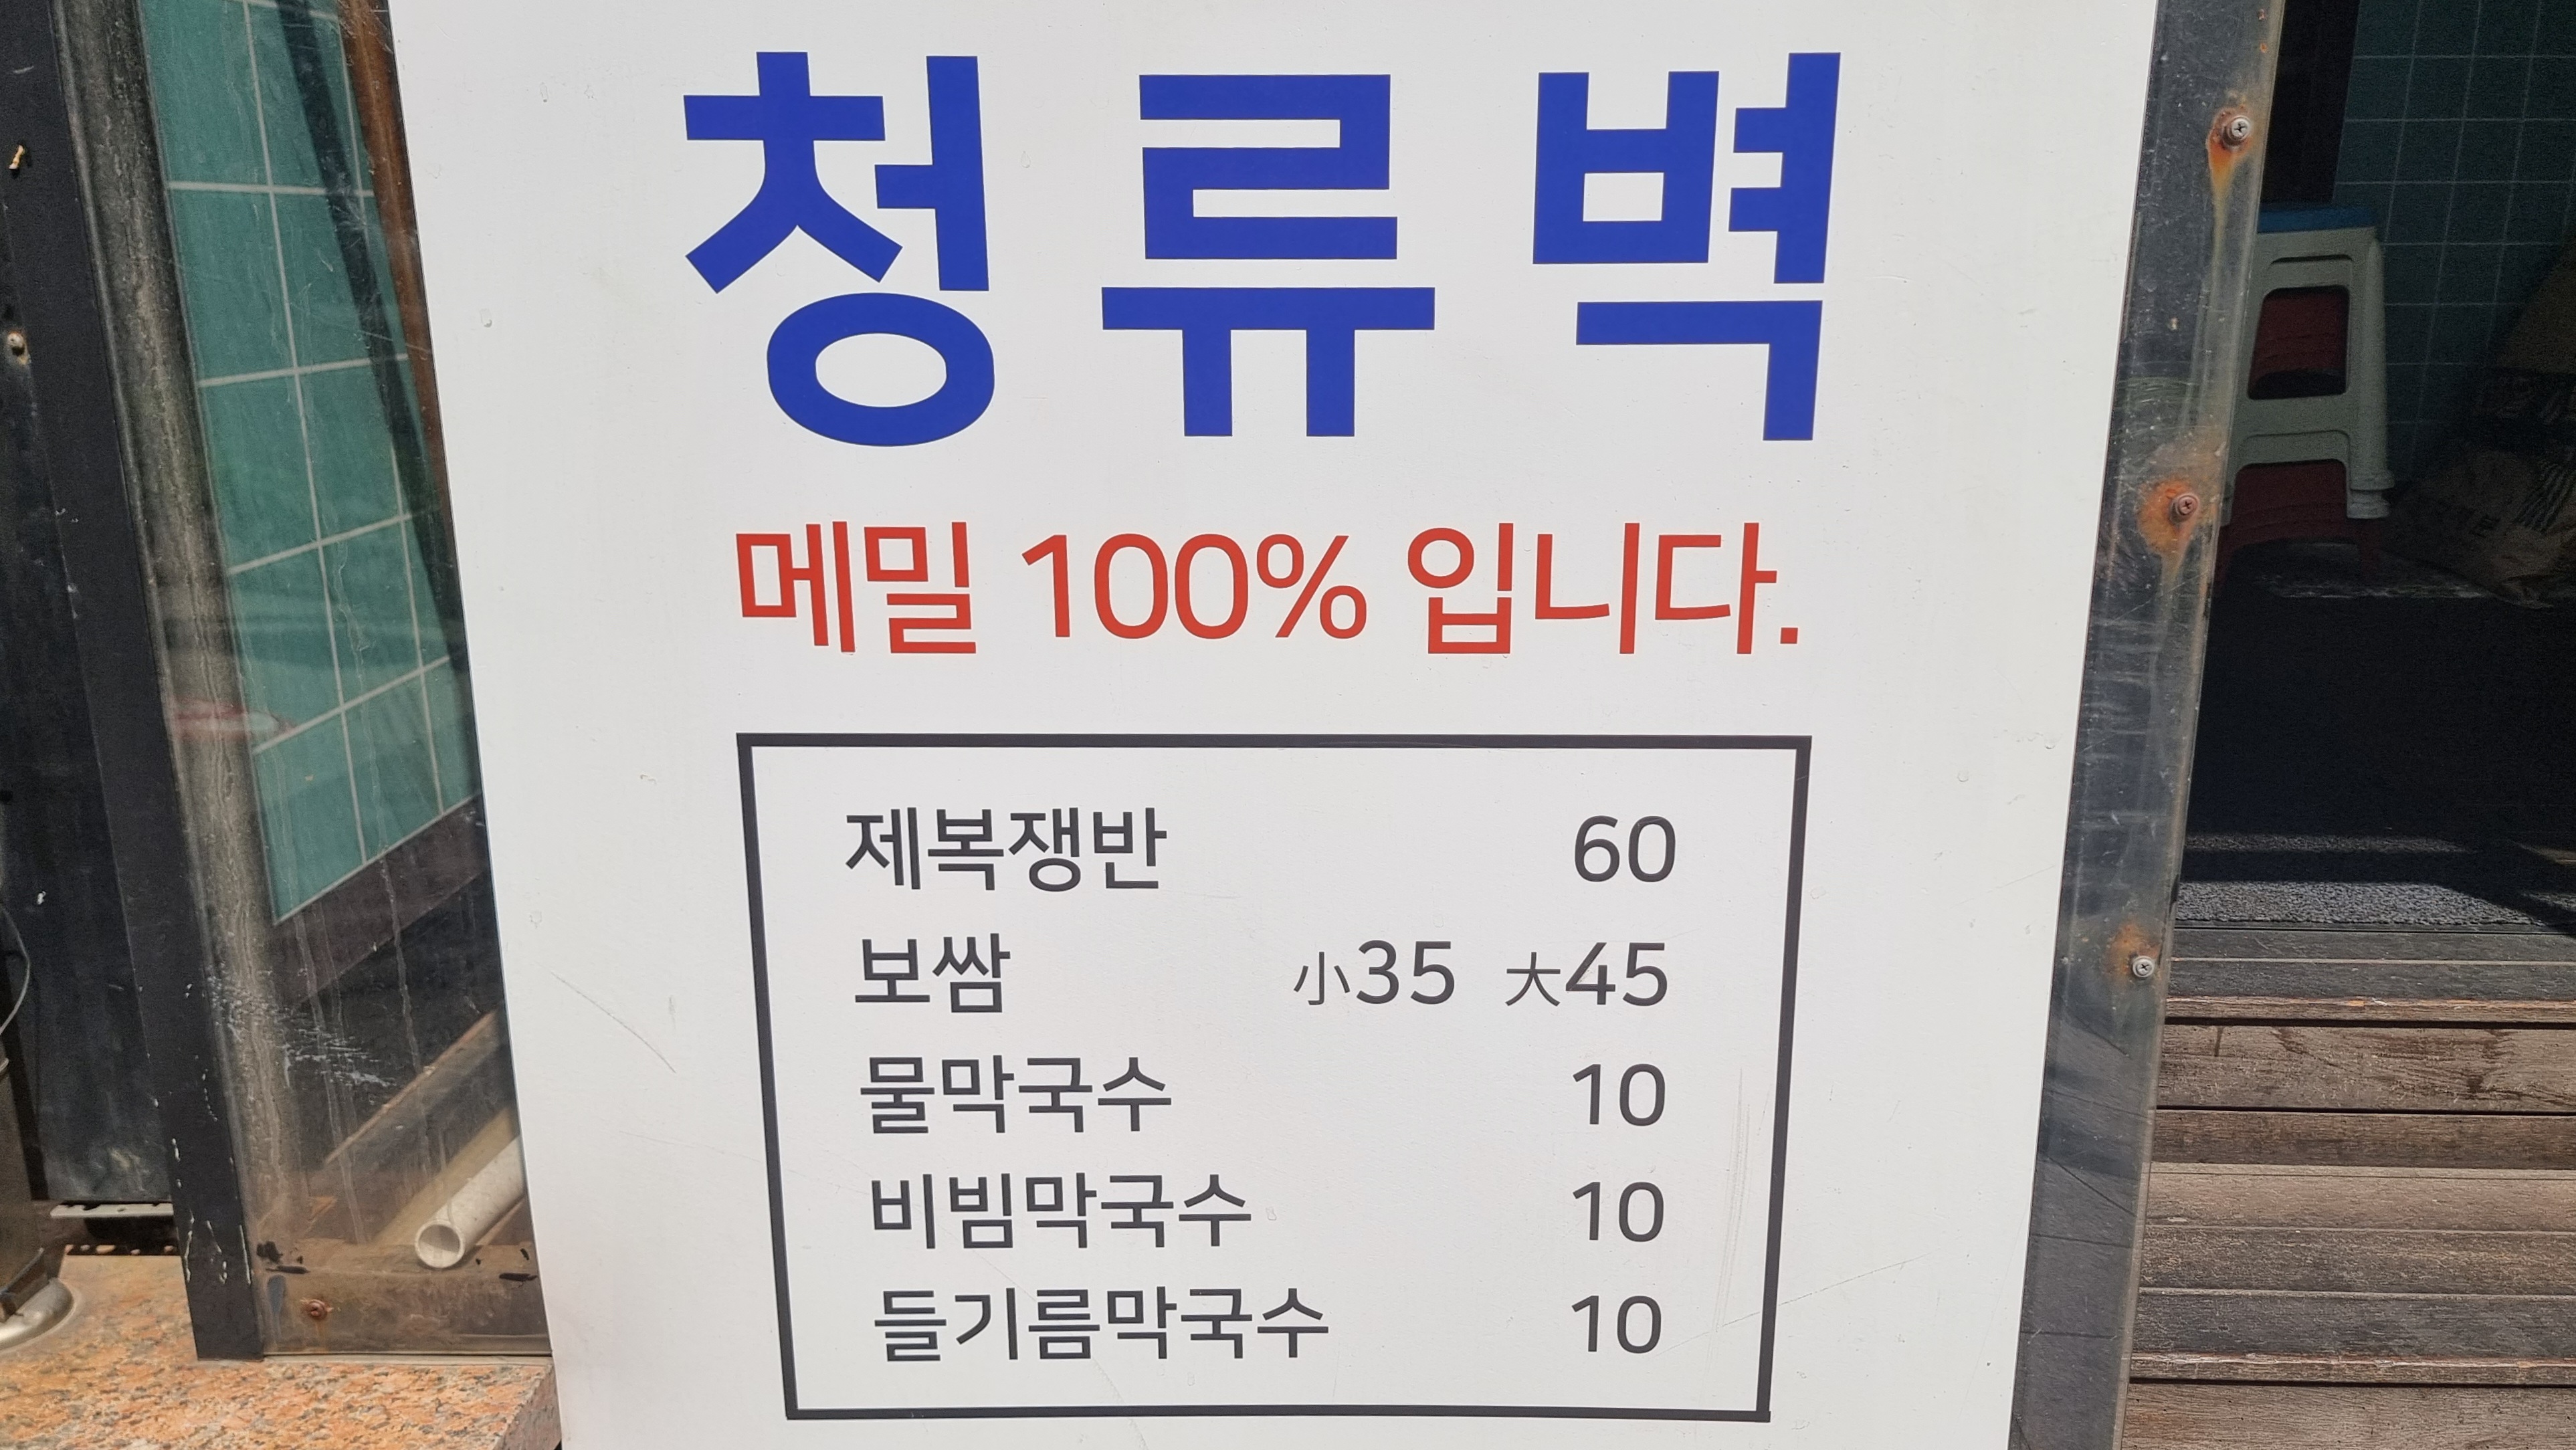 청류벽
메밀 100% 입니다.
제복쟁반 60
보쌈 小35 大45
물막국수 10
비빔막국수 10
들기름막국수 10